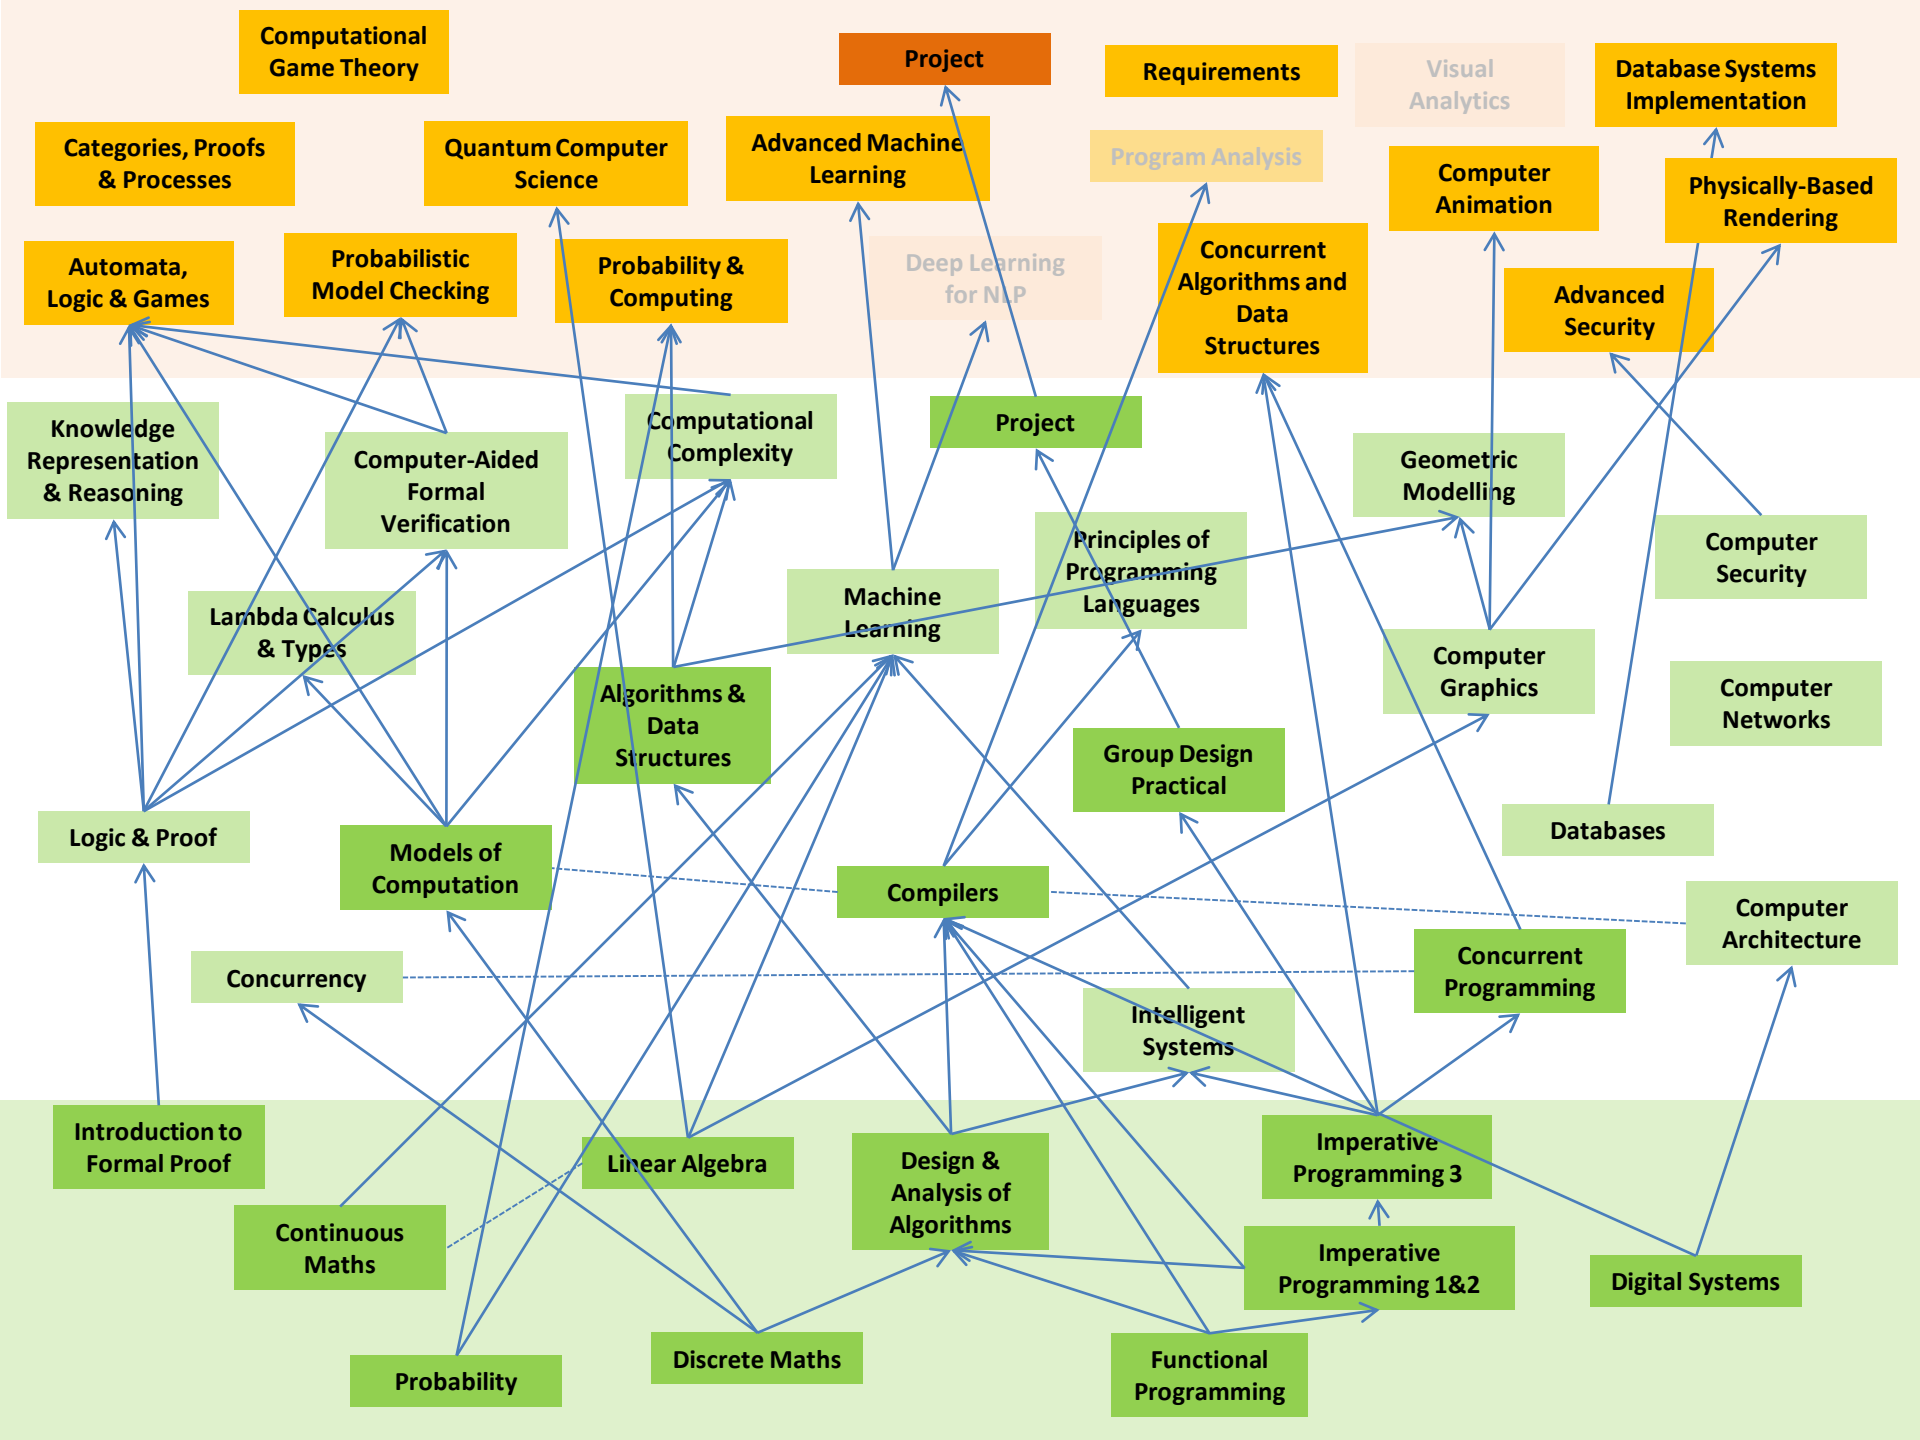 Computational
Game Theory
Project
Requirements
Visual
Analytics
Database Systems
Implementation
Categories, Proofs
& Processes
Quantum Computer
Science
Advanced Machine
Learning
Program Analysis
Computer
Animation
Physically-Based
Rendering
Automata,
Logic & Games
Probabilistic
Model Checking
Probability &
Computing
Deep Learning
for NLP
Concurrent
Algorithms and
Data
Structures
Advanced
Security
Knowledge
Representation
& Reasoning
Computer-Aided
Formal
Verification
Computational
Complexity
Project
Geometric
Modelling
Principles of
Programming
Languages
Computer
Security
Lambda Calculus
& Types
Machine
Learning
Algorithms &
Data
Structures
Computer
Graphics
Computer
Networks
Group Design
Practical
Logic & Proof
Models of
Computation
Compilers
Databases
Computer
Architecture
Concurrency
Concurrent
Programming
Intelligent
Systems
Introduction to
Formal Proof
Linear Algebra
Design &
Analysis of
Algorithms
Imperative
Programming 3
Continuous
Maths
Imperative
Programming 1&2
Digital Systems
Probability
Discrete Maths
Functional
Programming